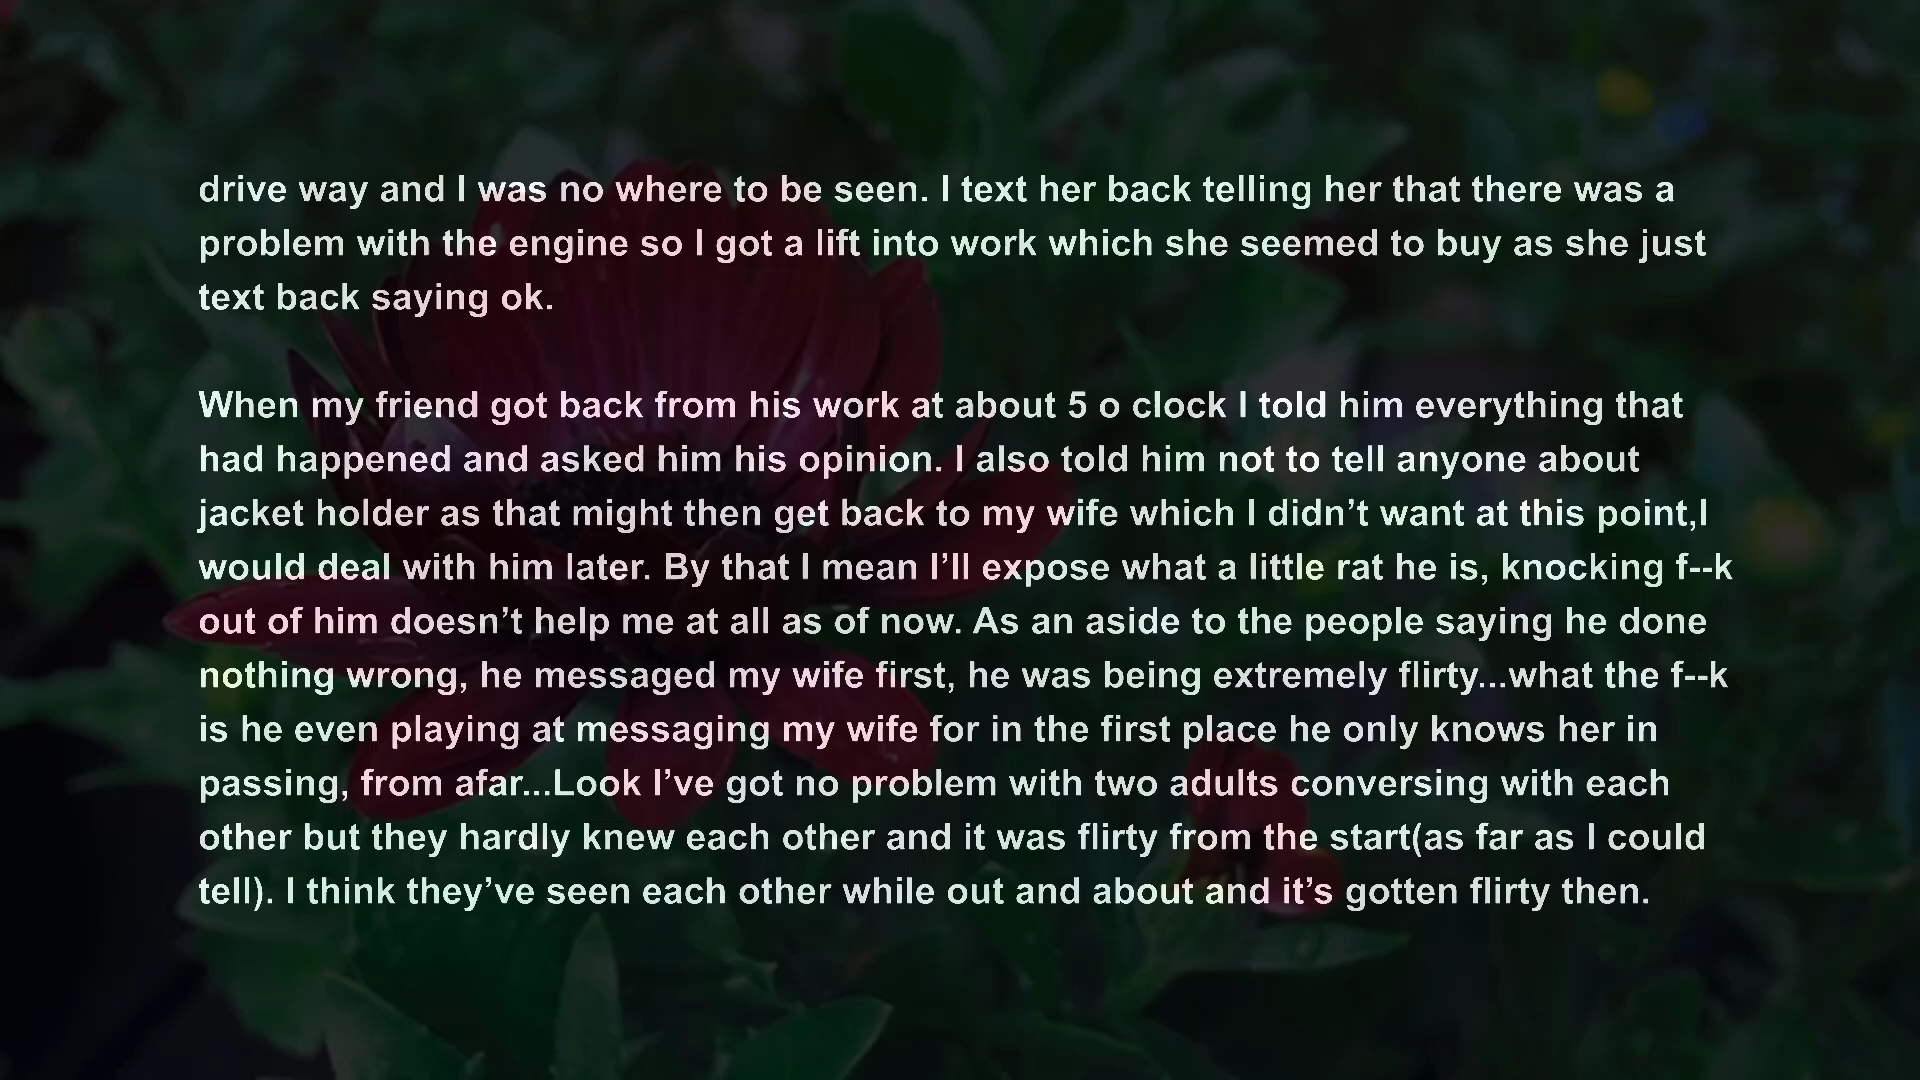 drive way and I was no where to be seen. I text her back telling her that there was a
problem with the engine so I got a lift into work which she seemed to buy as she just
text back saying ok.
When my friend got back from his work at about 5 o clock I told him everything that
had happened and asked him his opinion. I also told him not to tell anyone about
jacket holder as that might then get back to my wife which I didn’t want at this point,I
would deal with him later. By that I mean I’ll expose what a little rat he is, knocking f--k
out of him doesn’t help me at all as of now. As an aside to the people saying he done
nothing wrong, he messaged my wife first, he was being extremely flirty...what the f--k
is he even playing at messaging my wife for in the first place he only knows her in
passing, from afar...Look I’ve got no problem with two adults conversing with each
other but they hardly knew each other and it was flirty from the start(as far as I could
tell). I think they’ve seen each other while out and about and it’s gotten flirty then.